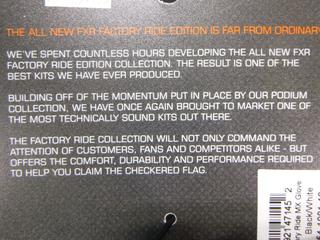 THE ALL NEW FXR FACTORY RIDE EDITION IS FAR FROM ORDINARY
WE'VE SPENT COUNTLESS HOURS DEVELOPING THE ALL NEW FXR
FACTORY RIDE EDITION COLLECTION. THE RESULT IS ONE OF
THE BEST KITS WE HAVE EVER PRODUCED.
BUILDING OFF OF THE MOMENTUM PUT IN PLACE BY OUR PODIUM
COLLECTION, WE HAVE ONCE AGAIN BROUGHT TO MARKET ONE OF
THE MOST TECHNICALLY SOUND KITS OUT THERE.
THE FACTORY RIDE COLLECTION WILL NOT ONLY COMMAND THE
ATTENTION OF CUSTOMERS, FANS AND COMPETITORS ALIKE - BUT
OFFERS THE COMFORT, DURABILITY AND PERFORMANCE REQUIRED
TO HELP YOU CLAIM THE CHECKERED FLAG.
92147145 2
Ride MX Glove
Black/White